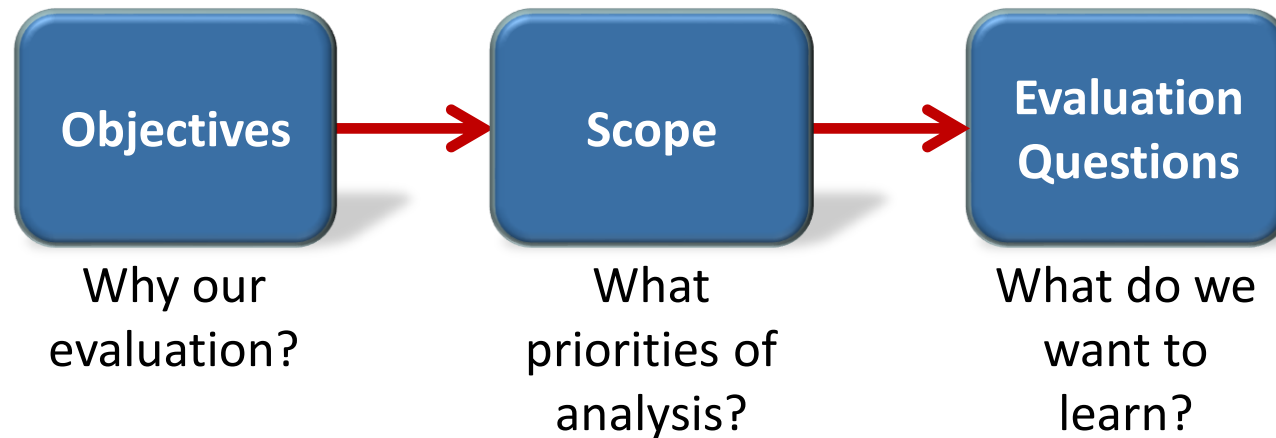 Objectives
Why our
evaluation?
Scope
What
priorities of
analysis?
Evaluation
Questions
What do we
want to
learn?